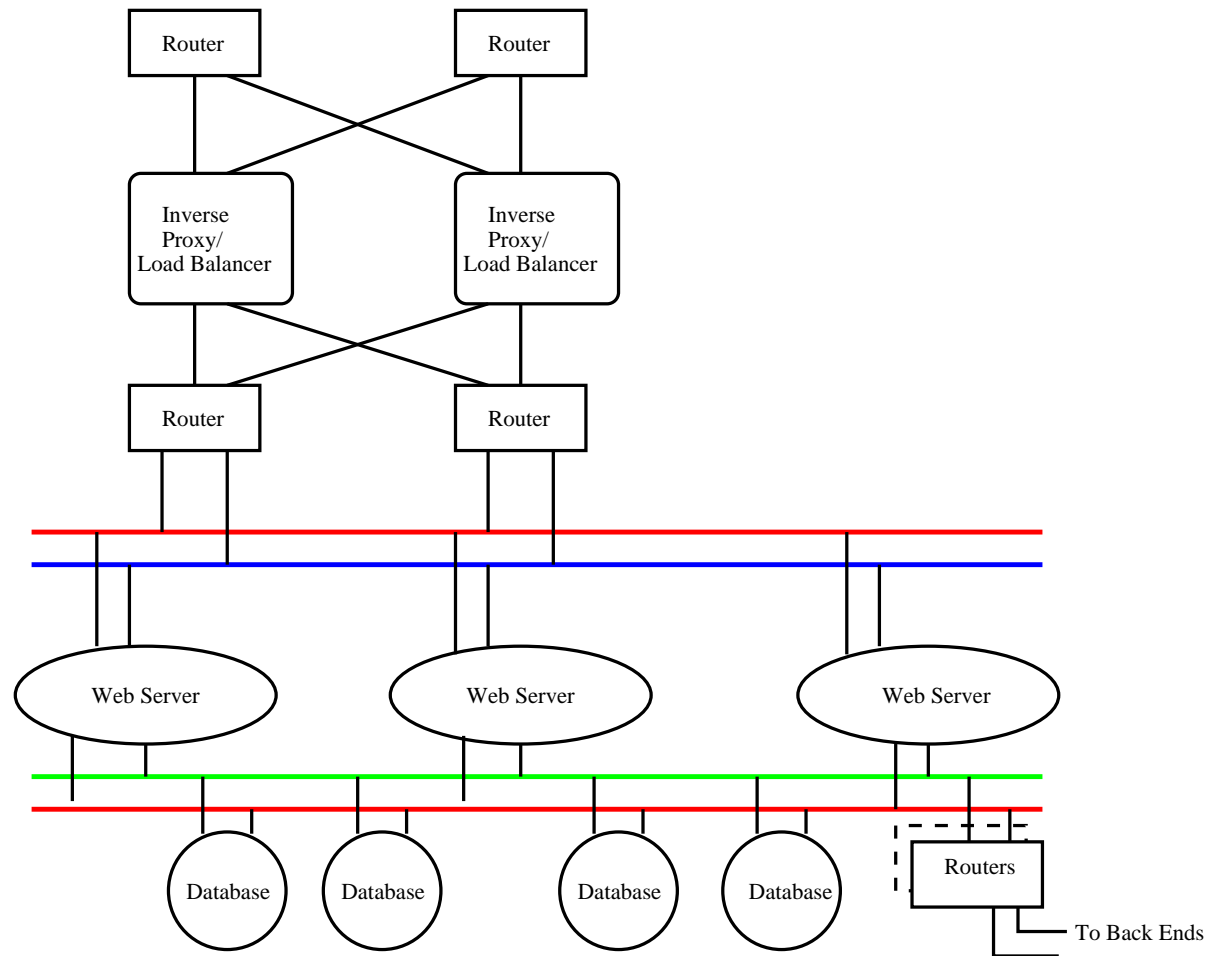 Router
Router
Inverse
Proxy/
Load Balancer
Inverse
Proxy/
Load Balancer
Router
Router
Web Server
Web Server
Web Server
Database
Database
Database
Database
Routers
To Back Ends